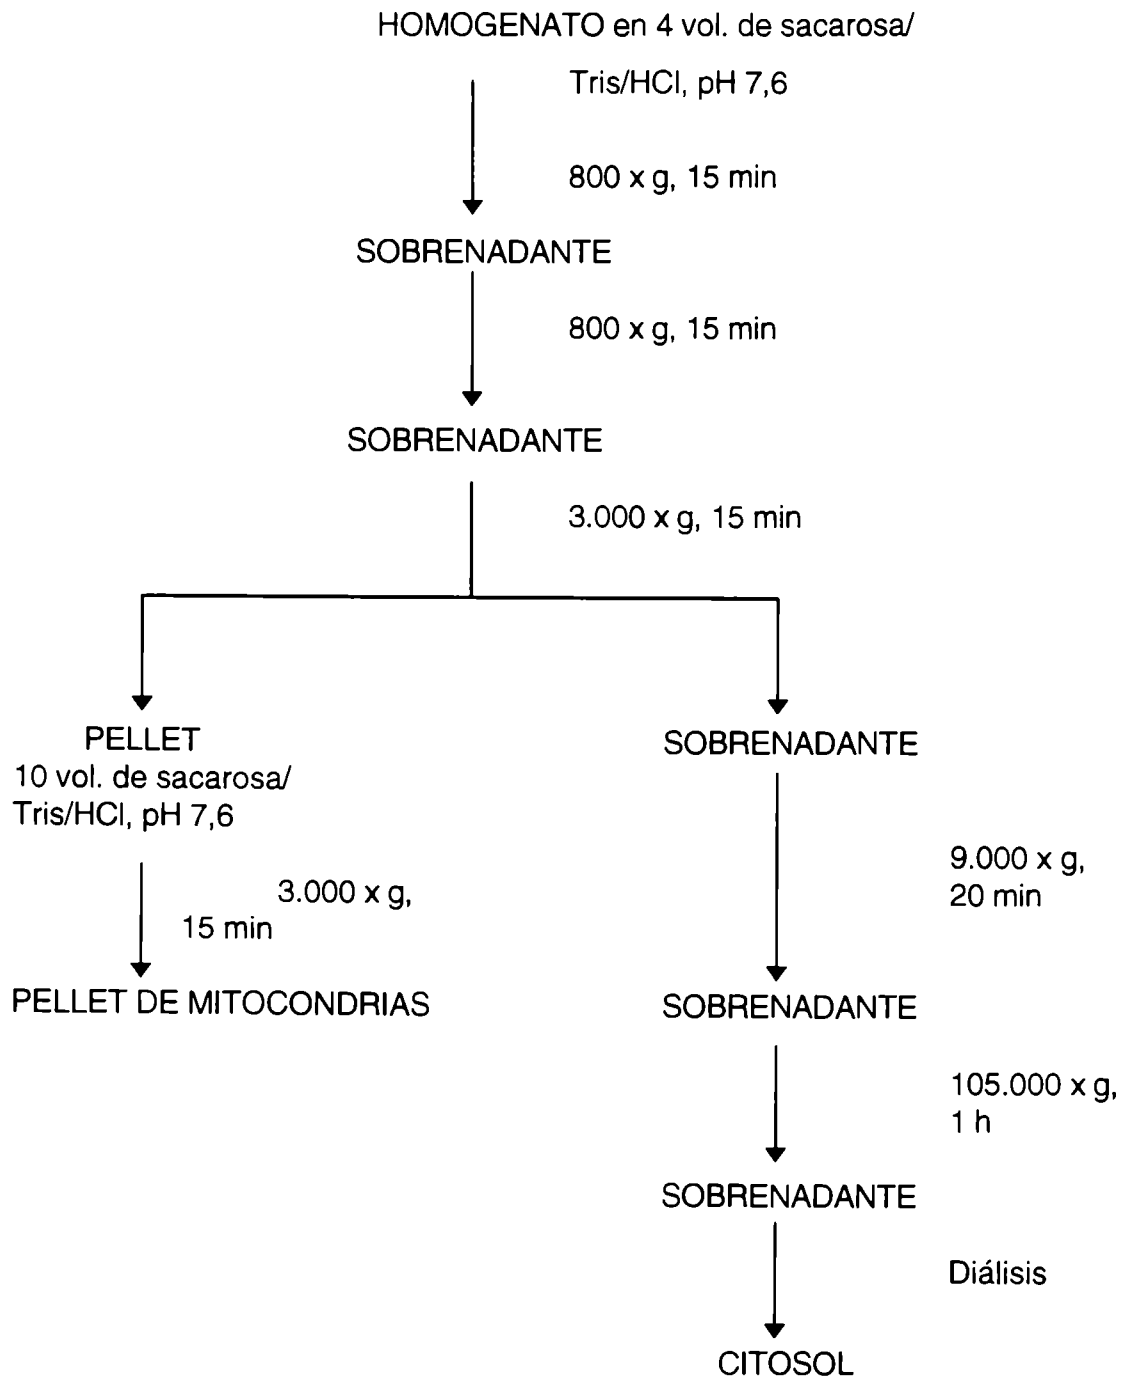 HOMOGENATO en 4 vol. de sacarosa/
Tris/HCl, pH 7,6
800 x g, 15 min
SOBRENADANTE
800 x g, 15 min
SOBRENADANTE
3.000 x g, 15 min
PELLET
10 vol. de sacarosa/
Tris/HCl, pH 7,6
3.000 x g,
15 min
PELLET DE MITOCONDRIAS
SOBRENADANTE
9.000 x g,
20 min
SOBRENADANTE
105.000 x g,
1 h
SOBRENADANTE
Diálisis
CITOSOL